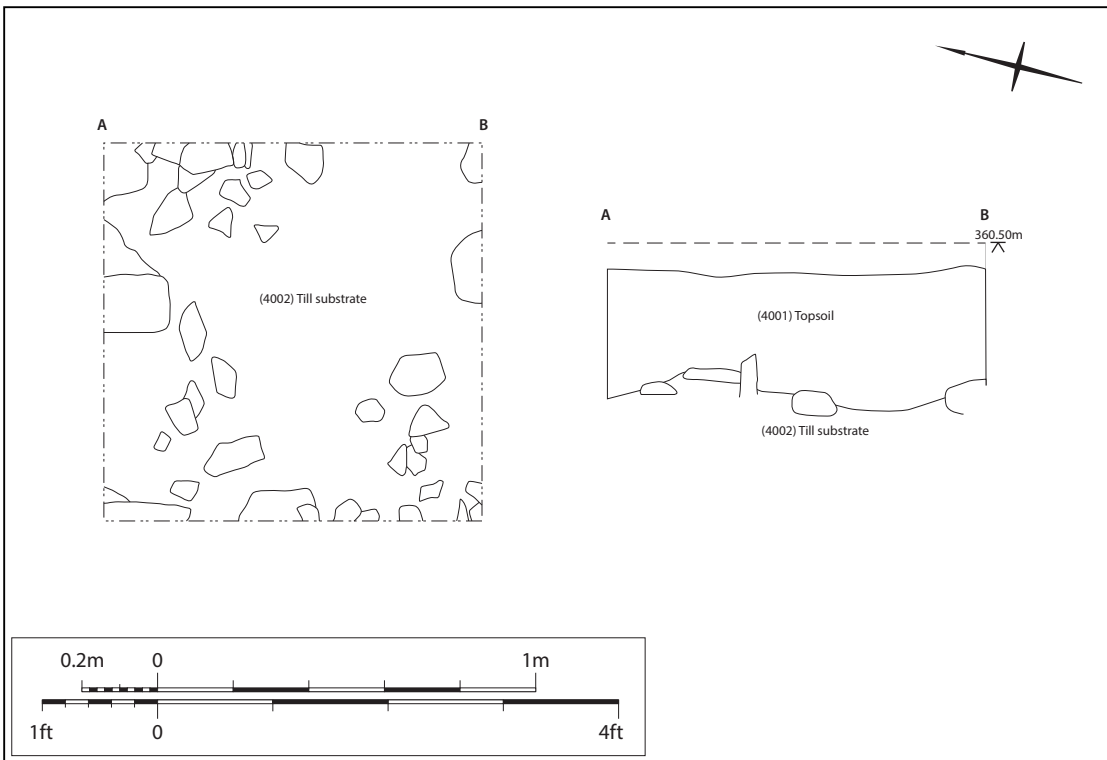 A B
(4002) Till substrate
A B
360.50m
(4001) Topsoil
(4002) Till substrate
0.2m 0 1m
1ft 0 4ft